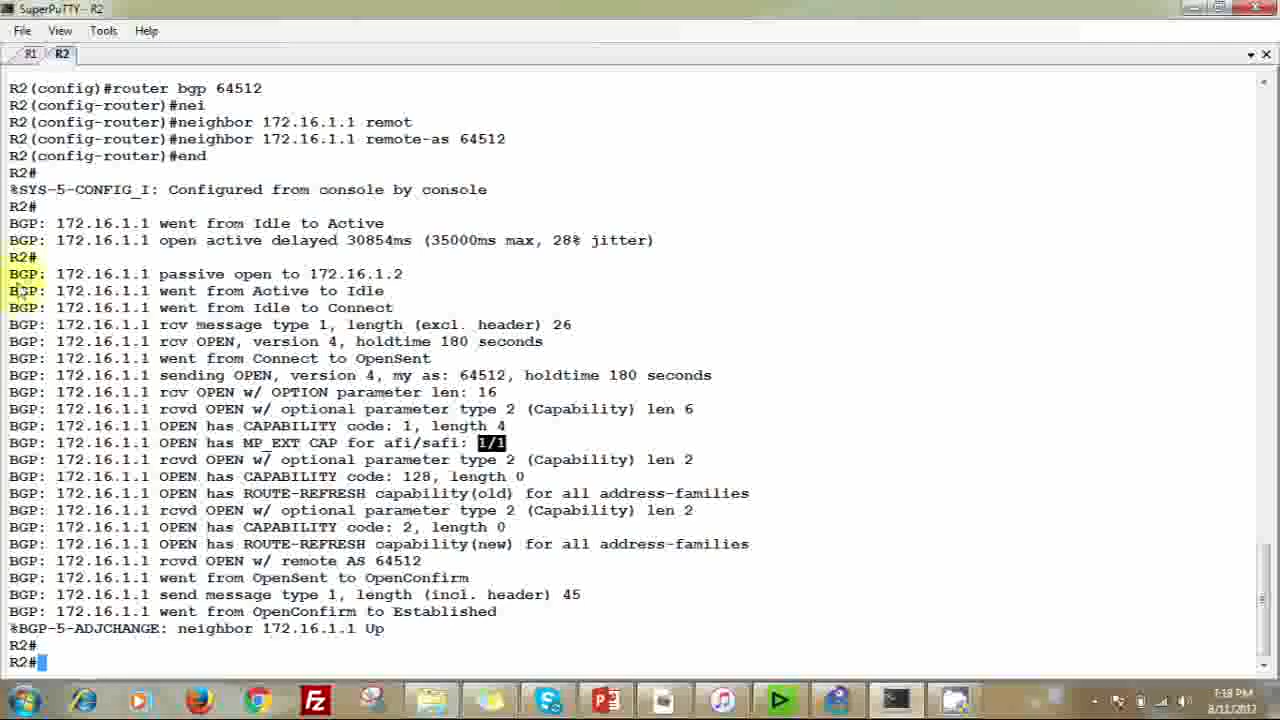 SuperPuTTY - R2
File View Tools Help
R1 R2
R2(config)#router bgp 64512
R2(config-router)#nei
R2(config-router)#neighbor 172.16.1.1 remot
R2(config-router)#neighbor 172.16.1.1 remote-as 64512
R2(config-router)#end
R2#
%SYS-5-CONFIG_I: Configured from console by console
R2#
BGP: 172.16.1.1 went from Idle to Active
BGP: 172.16.1.1 open active delayed 30854ms (35000ms max, 28% jitter)
R2#
BGP: 172.16.1.1 passive open to 172.16.1.2
BGP: 172.16.1.1 went from Active to Idle
BGP: 172.16.1.1 went from Idle to Connect
BGP: 172.16.1.1 rcv message type 1, length (excl. header) 26
BGP: 172.16.1.1 rcv OPEN, version 4, holdtime 180 seconds
BGP: 172.16.1.1 went from Connect to OpenSent
BGP: 172.16.1.1 sending OPEN, version 4, my as: 64512, holdtime 180 seconds
BGP: 172.16.1.1 rcv OPEN w/ OPTION parameter len: 16
BGP: 172.16.1.1 rcvd OPEN w/ optional parameter type 2 (Capability) len 6
BGP: 172.16.1.1 OPEN has CAPABILITY code: 1, length 4
BGP: 172.16.1.1 OPEN has MP_EXT CAP for afi/safi: 1/1
BGP: 172.16.1.1 rcvd OPEN w/ optional parameter type 2 (Capability) len 2
BGP: 172.16.1.1 OPEN has CAPABILITY code: 128, length 0
BGP: 172.16.1.1 OPEN has ROUTE-REFRESH capability(old) for all address-families
BGP: 172.16.1.1 rcvd OPEN w/ optional parameter type 2 (Capability) len 2
BGP: 172.16.1.1 OPEN has CAPABILITY code: 2, length 0
BGP: 172.16.1.1 OPEN has ROUTE-REFRESH capability(new) for all address-families
BGP: 172.16.1.1 rcvd OPEN w/ remote AS 64512
BGP: 172.16.1.1 went from OpenSent to OpenConfirm
BGP: 172.16.1.1 send message type 1, length (incl. header) 45
BGP: 172.16.1.1 went from OpenConfirm to Established
%BGP-5-ADJCHANGE: neighbor 172.16.1.1 Up
R2#
R2#
Fz
1:18 PM